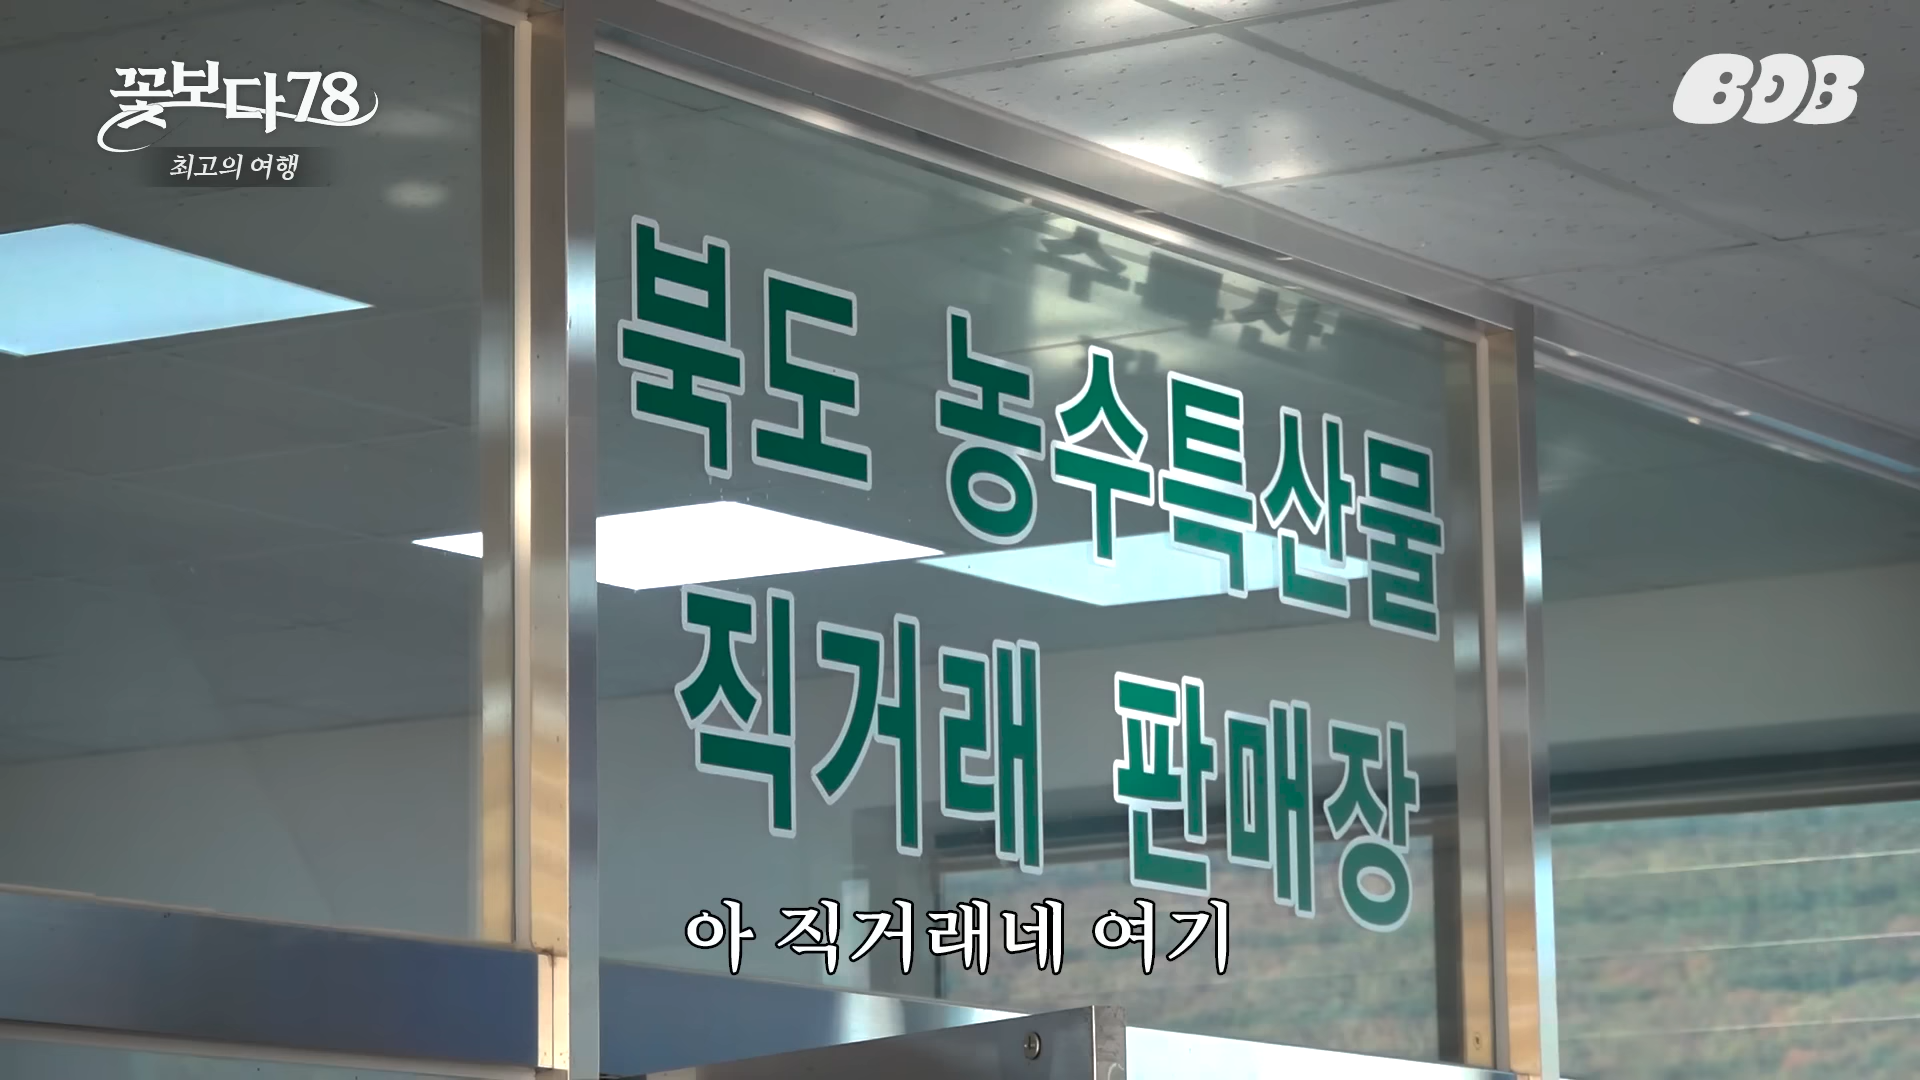 꽃보다78
최고의 여행
BDB
북도 농수특산물
직거래 판매장
아 직거래네 여기